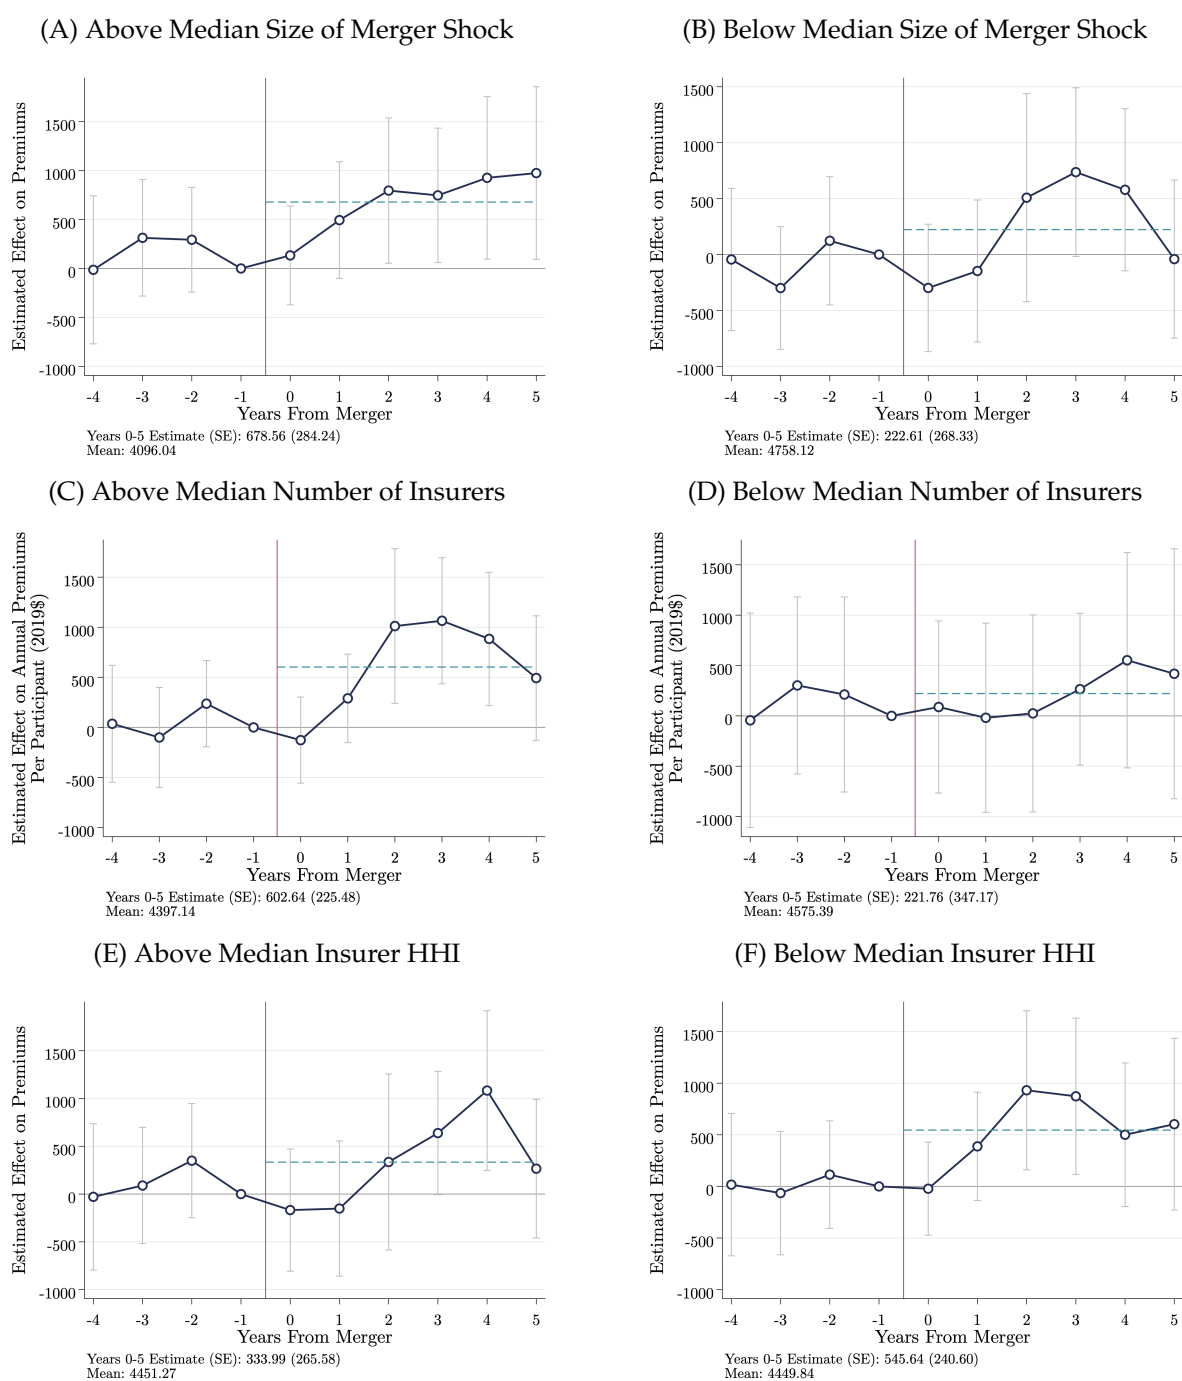 (A) Above Median Size of Merger Shock
Estimated Effect on Premiums
1500
1000
500
0
-500
-1000
-4 -3 -2 -1 0 1 2 3 4 5
Years From Merger
Years 0-5 Estimate (SE): 678.56 (284.24)
Mean: 4096.04
(B) Below Median Size of Merger Shock
Estimated Effect on Premiums
1500
1000
500
0
-500
-1000
-4 -3 -2 -1 0 1 2 3 4 5
Years From Merger
Years 0-5 Estimate (SE): 222.61 (268.33)
Mean: 4758.12
(C) Above Median Number of Insurers
Estimated Effect on Annual Premiums
Per Participant (2019$)
1500
1000
500
0
-500
-1000
-4 -3 -2 -1 0 1 2 3 4 5
Years From Merger
Years 0-5 Estimate (SE): 602.64 (225.48)
Mean: 4397.14
(D) Below Median Number of Insurers
Estimated Effect on Annual Premiums
Per Participant (2019$)
1500
1000
500
0
-500
-1000
-4 -3 -2 -1 0 1 2 3 4 5
Years From Merger
Years 0-5 Estimate (SE): 221.76 (347.17)
Mean: 4575.39
(E) Above Median Insurer HHI
Estimated Effect on Premiums
1500
1000
500
0
-500
-1000
-4 -3 -2 -1 0 1 2 3 4 5
Years From Merger
Years 0-5 Estimate (SE): 333.99 (265.58)
Mean: 4451.27
(F) Below Median Insurer HHI
Estimated Effect on Premiums
1500
1000
500
0
-500
-1000
-4 -3 -2 -1 0 1 2 3 4 5
Years From Merger
Years 0-5 Estimate (SE): 545.64 (240.60)
Mean: 4449.84